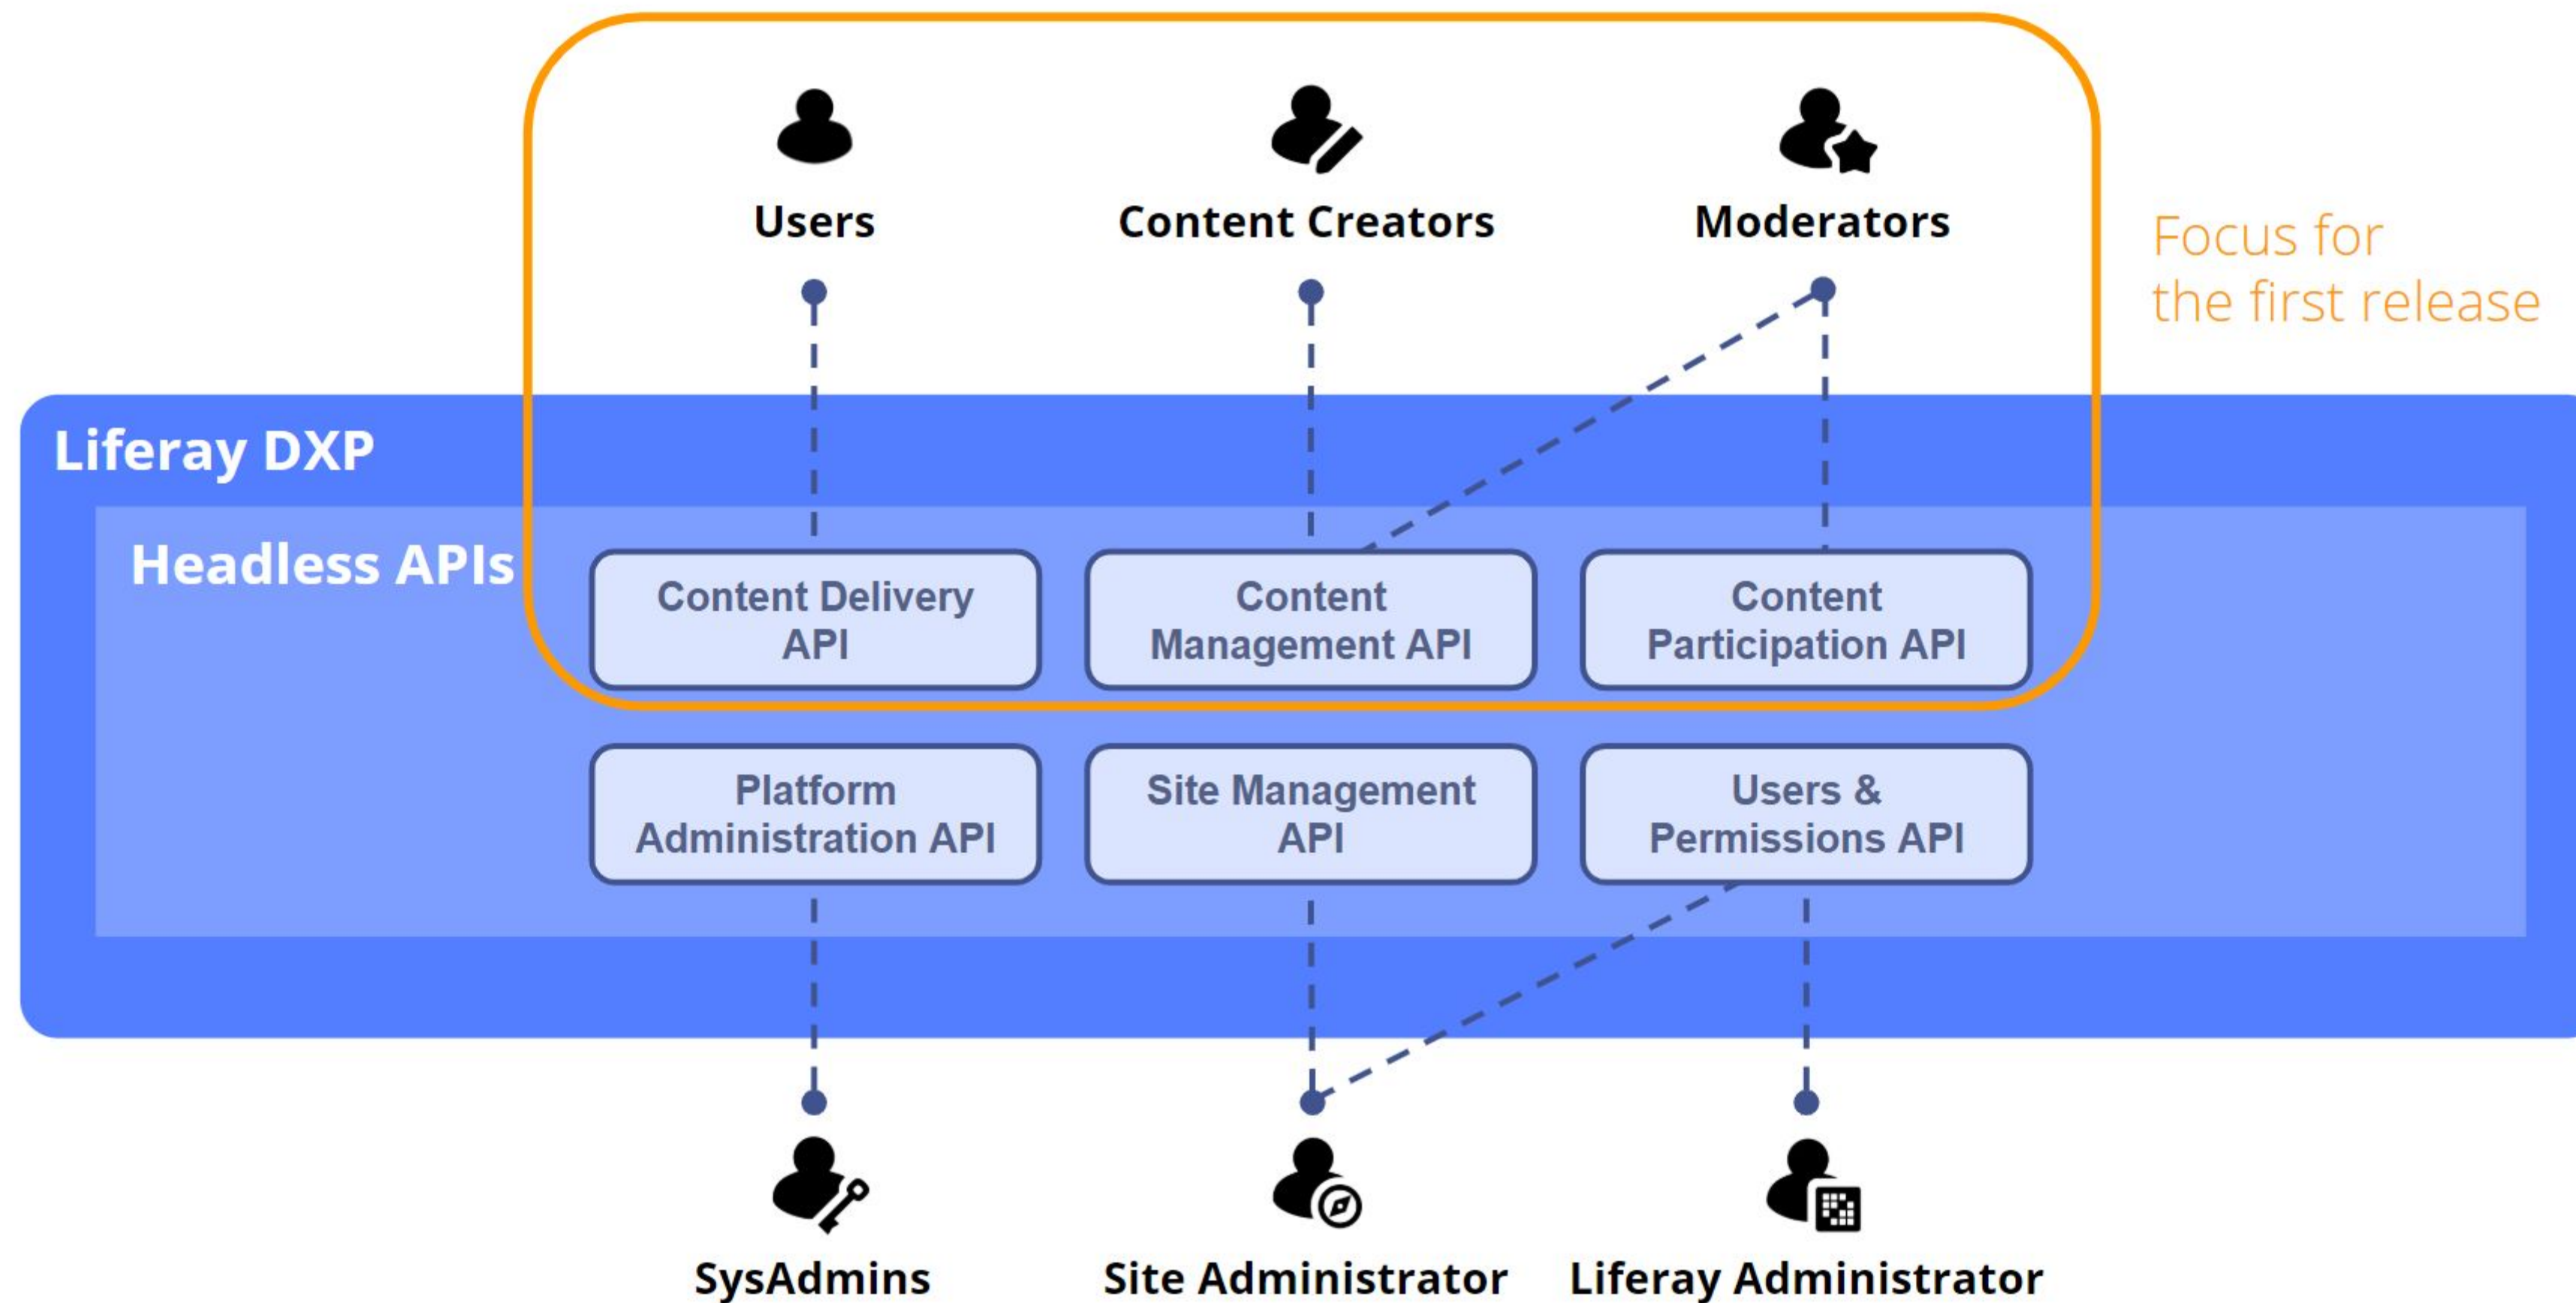 Users
Content Creators
Moderators
Focus for
the first release
Liferay DXP
Headless APIs
Content Delivery
API
Content
Management API
Content
Participation API
Platform
Administration API
Site Management
API
Users &
Permissions API
SysAdmins
Site Administrator
Liferay Administrator